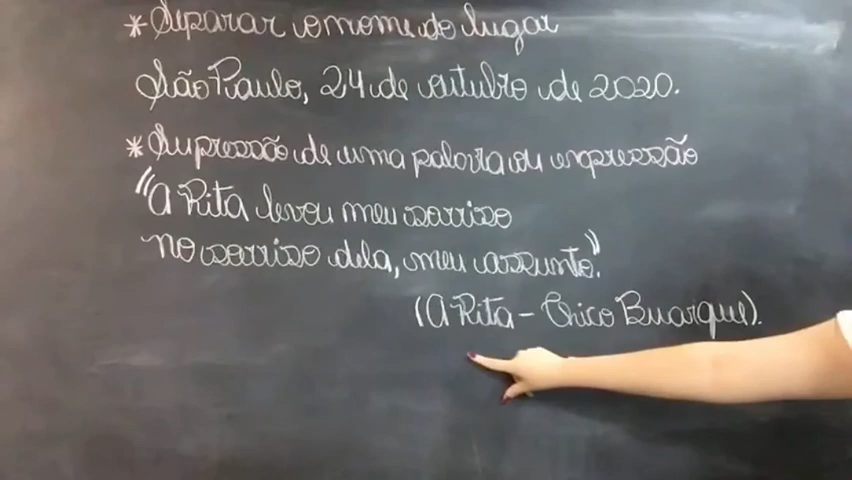 * Separar o nome do lugar
São Paulo, 24 de outubro de 2020.
* Supressão de uma palavra ou expressão
"A Rita levou meu sorriso
no sorriso dela, meu assunto".
(A Rita - Chico Buarque).